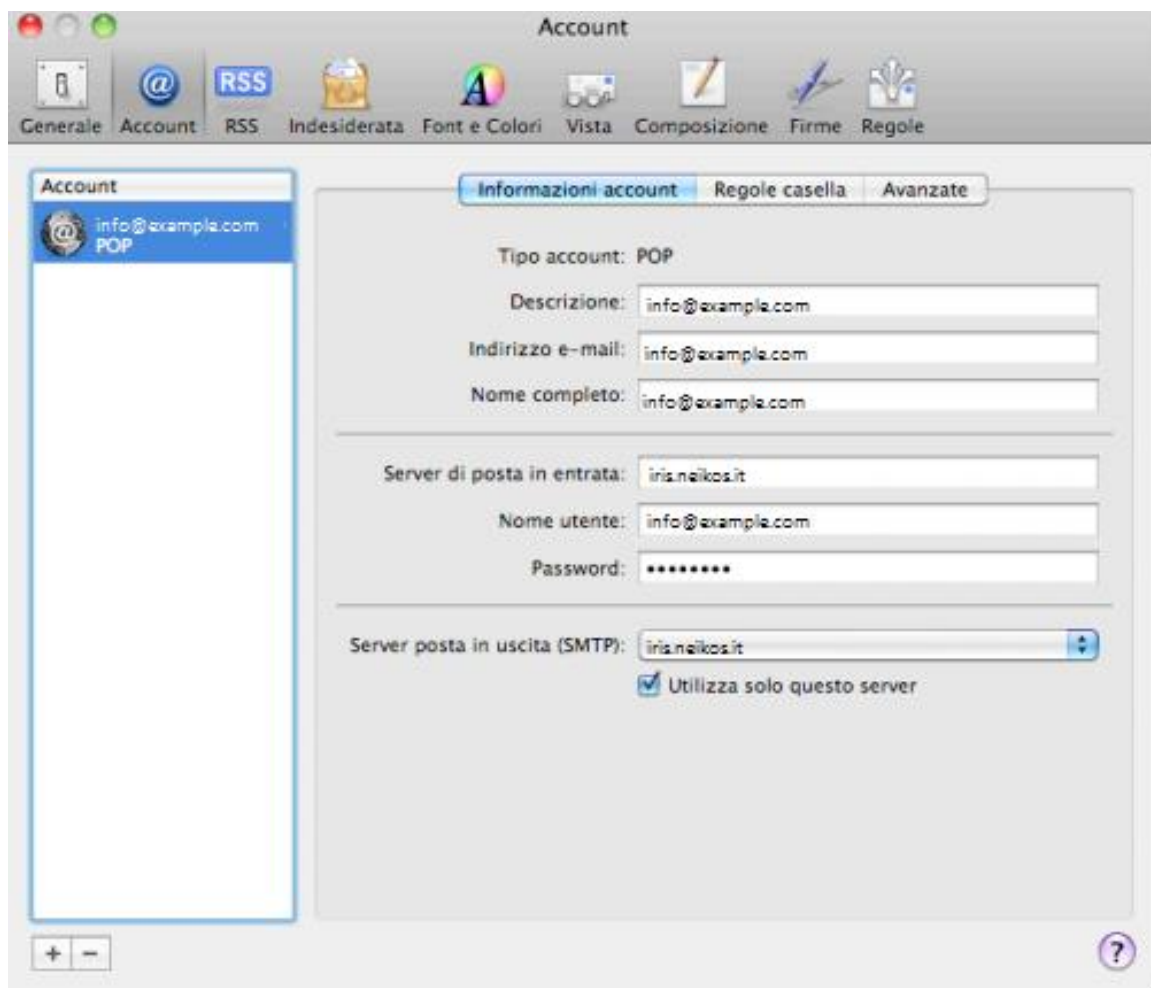 Account
Generale Account RSS Indesiderata Font e Colori Vista Composizione Firme Regole
RSS
Account
info@example.com
POP
Informazioni account Regole casella Avanzate
Tipo account: POP
Descrizione: info@example.com
Indirizzo e-mail: info@example.com
Nome completo: info@example.com
Server di posta in entrata: iris.neikos.it
Nome utente: info@example.com
Password: ••••••••
Server posta in uscita (SMTP): iris.neikos.it
Utilizza solo questo server
+ − ?